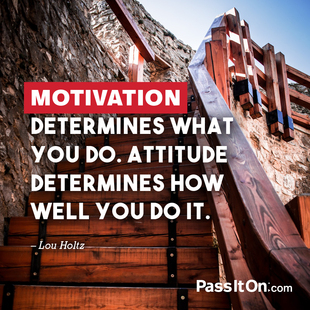 MOTIVATION
DETERMINES WHAT
YOU DO. ATTITUDE
DETERMINES HOW
WELL YOU DO IT.
– Lou Holtz
PassItOn.com